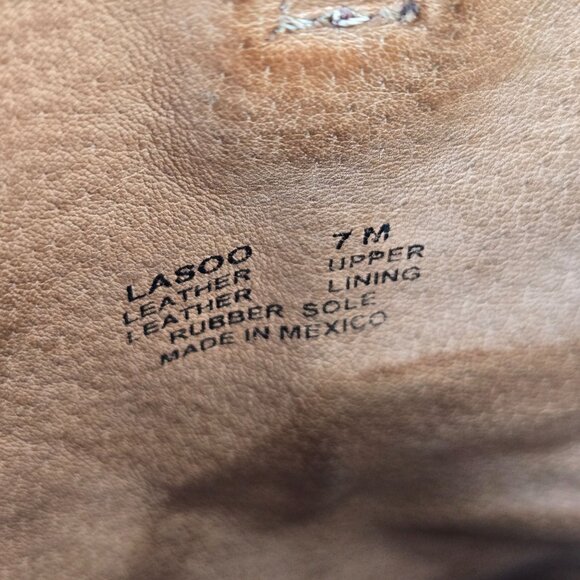 LASOO 7 M
LEATHER UPPER
LEATHER LINING
RUBBER SOLE
MADE IN MEXICO